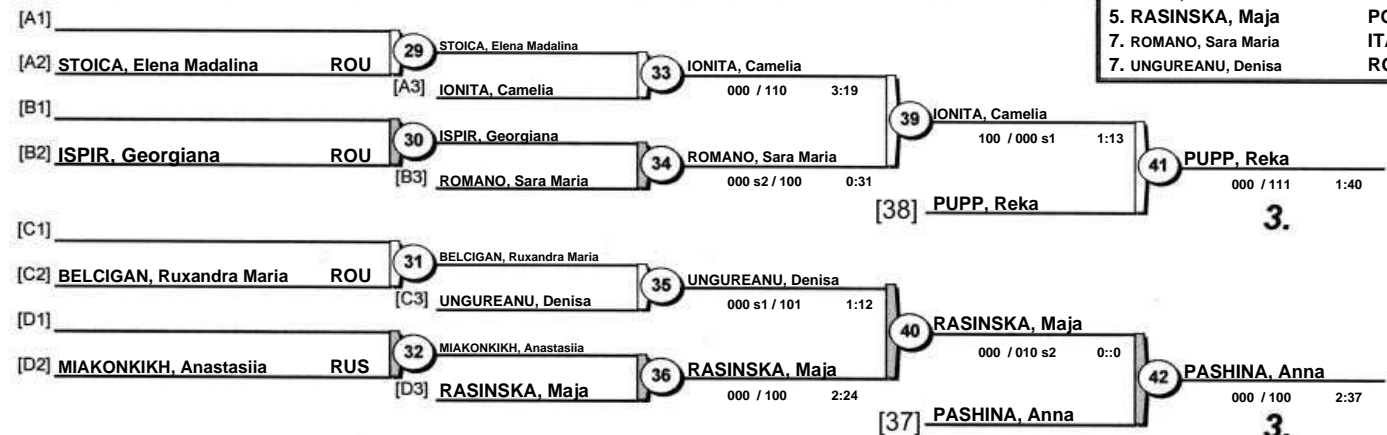 5. RASINSKA, Maja
7. ROMANO, Sara Maria
7. UNGUREANU, Denisa
[A1]
[A2] STOICA, Elena Madalina ROU
29
STOICA, Elena Madalina
[A3] IONITA, Camelia
33
IONITA, Camelia
000 / 110 3:19
[B1]
[B2] ISPIR, Georgiana ROU
30
ISPIR, Georgiana
[B3] ROMANO, Sara Maria
34
ROMANO, Sara Maria
000 s2 / 100 0:31
39
IONITA, Camelia
100 / 000 s1 1:13
[38] PUPP, Reka
41
PUPP, Reka
000 / 111 1:40
3.
[C1]
[C2] BELCIGAN, Ruxandra Maria ROU
31
BELCIGAN, Ruxandra Maria
[C3] UNGUREANU, Denisa
35
UNGUREANU, Denisa
000 s1 / 101 1:12
[D1]
[D2] MIAKONKIKH, Anastasiia RUS
32
MIAKONKIKH, Anastasiia
[D3] RASINSKA, Maja
36
RASINSKA, Maja
000 / 100 2:24
40
RASINSKA, Maja
000 / 010 s2 0::0
[37] PASHINA, Anna
42
PASHINA, Anna
000 / 100 2:37
3.